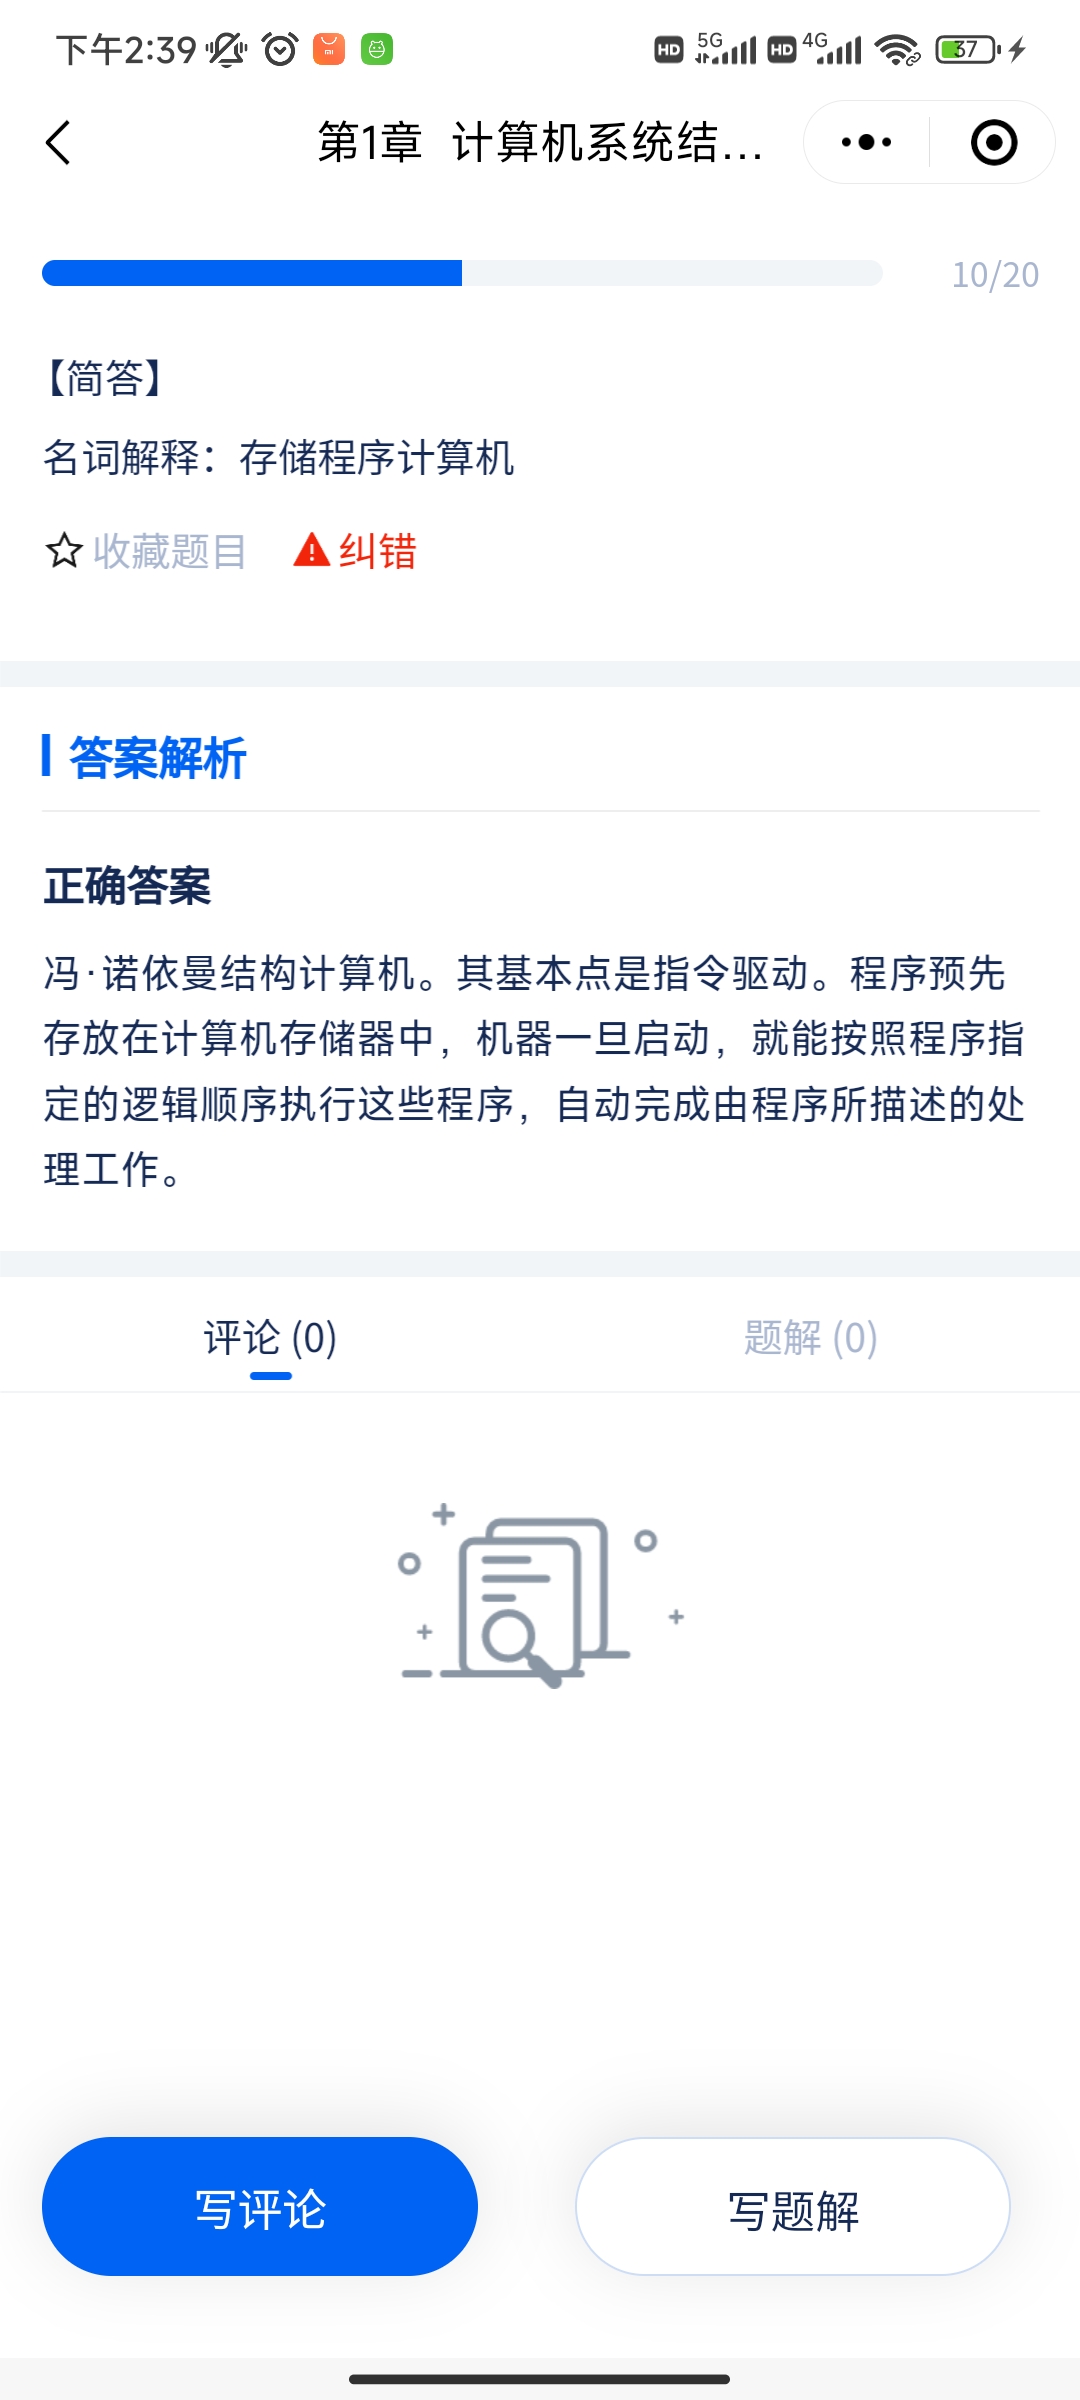 下午2:39
HD 5G HD 4G 37
第1章 计算机系统结...
10/20
【简答】
名词解释：存储程序计算机
收藏题目 纠错
答案解析
正确答案
冯·诺依曼结构计算机。其基本点是指令驱动。程序预先
存放在计算机存储器中，机器一旦启动，就能按照程序指
定的逻辑顺序执行这些程序，自动完成由程序所描述的处
理工作。
评论 (0) 题解 (0)
写评论 写题解